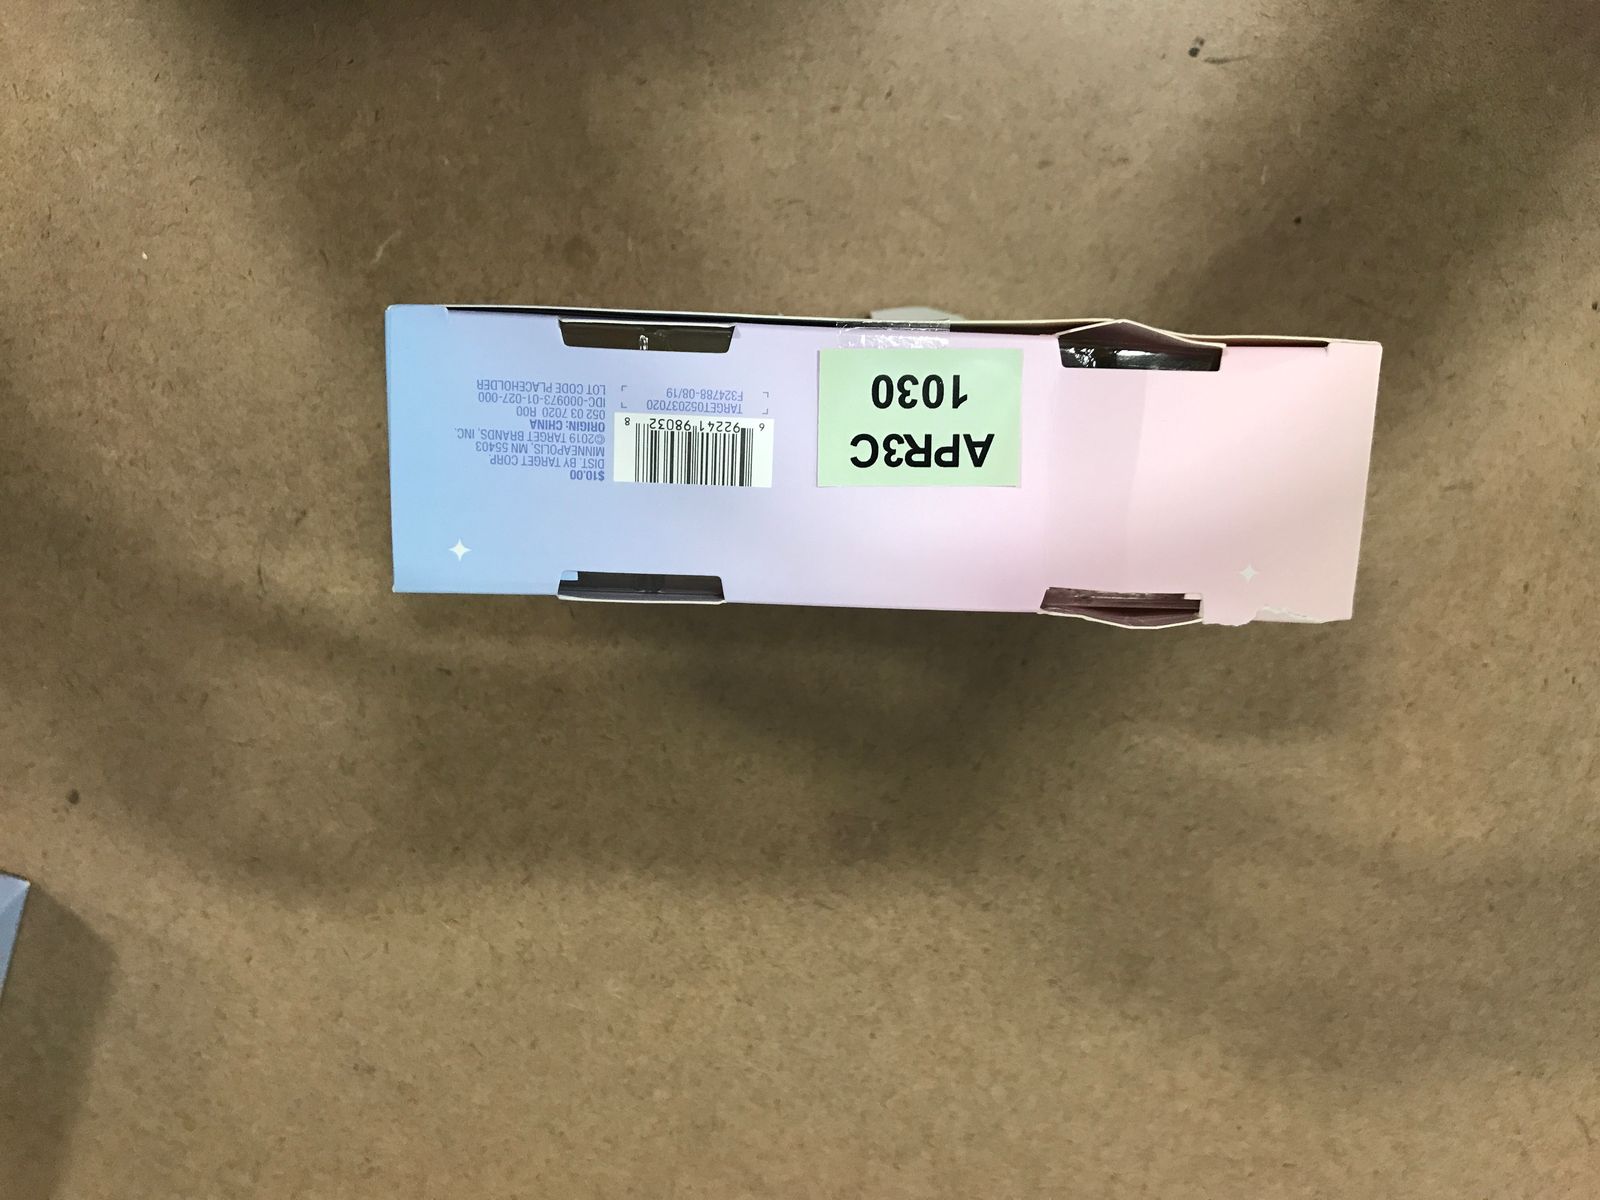 APR3C
1030
6 92241 98032 8
TARGET052037020
F324788-08/19
$10.00
DIST. BY TARGET CORP.
MINNEAPOLIS, MN 55403
©2019 TARGET BRANDS, INC.
ORIGIN: CHINA
052 03 7020 R00
IDC-000973-01-027-000
LOT CODE PLACEHOLDER